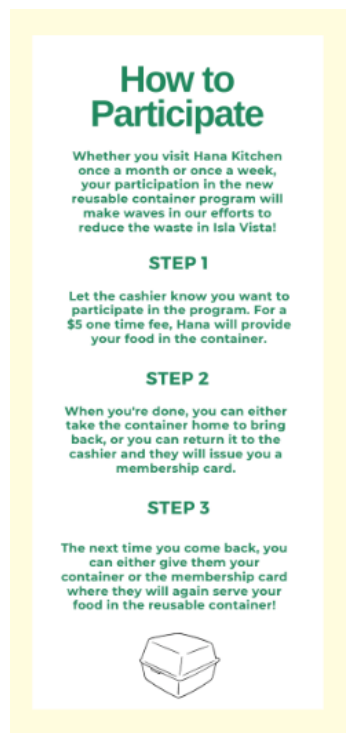 How to
Participate
Whether you visit Hana Kitchen
once a month or once a week,
your participation in the new
reusable container program will
make waves in our efforts to
reduce the waste in Isla Vista!
STEP 1
Let the cashier know you want to
participate in the program. For a
$5 one time fee, Hana will provide
your food in the container.
STEP 2
When you're done, you can either
take the container home to bring
back, or you can return it to the
cashier and they will issue you a
membership card.
STEP 3
The next time you come back, you
can either give them your
container or the membership card
where they will again serve your
food in the reusable container!